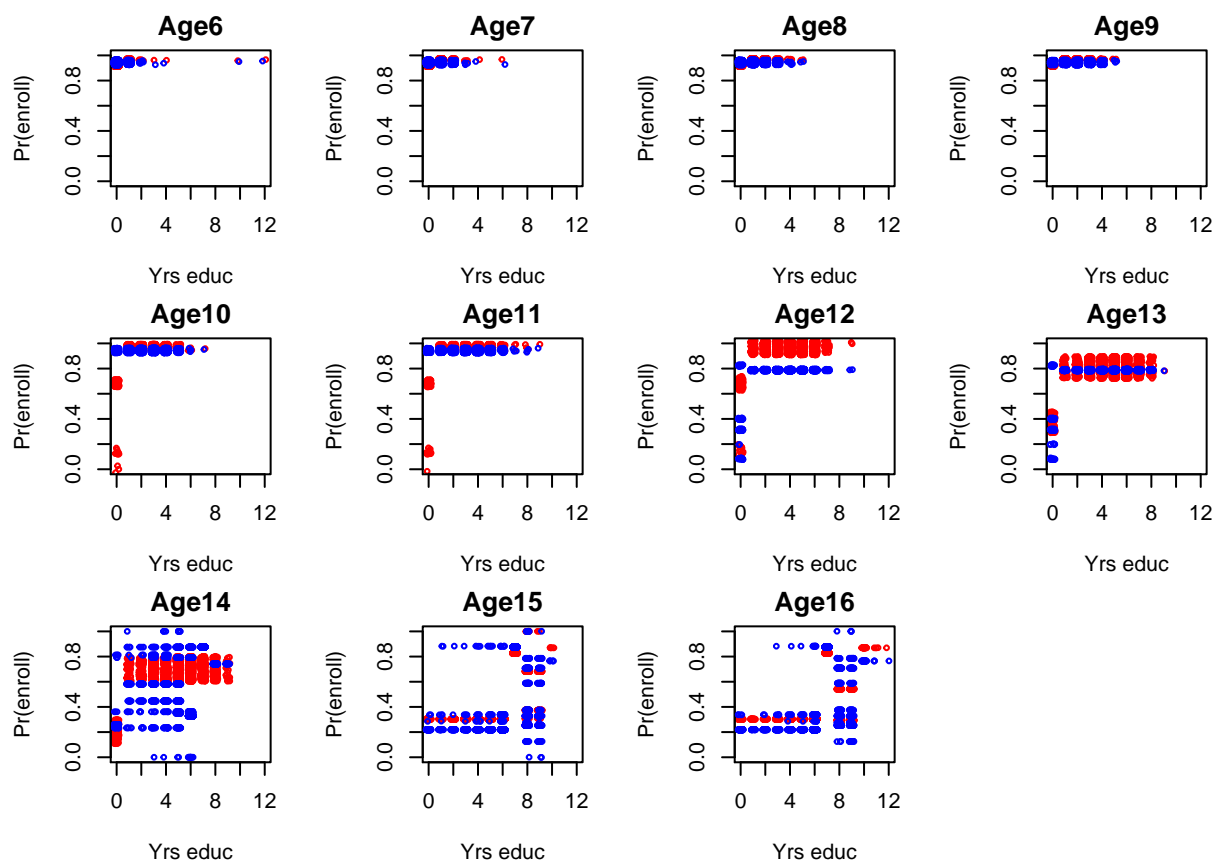 Age6
Pr(enroll)
0.0 0.4 0.8
0 4 8 12
Yrs educ
Age7
Pr(enroll)
0.0 0.4 0.8
0 4 8 12
Yrs educ
Age8
Pr(enroll)
0.0 0.4 0.8
0 4 8 12
Yrs educ
Age9
Pr(enroll)
0.0 0.4 0.8
0 4 8 12
Yrs educ
Age10
Pr(enroll)
0.0 0.4 0.8
0 4 8 12
Yrs educ
Age11
Pr(enroll)
0.0 0.4 0.8
0 4 8 12
Yrs educ
Age12
Pr(enroll)
0.0 0.4 0.8
0 4 8 12
Yrs educ
Age13
Pr(enroll)
0.0 0.4 0.8
0 4 8 12
Yrs educ
Age14
Pr(enroll)
0.0 0.4 0.8
0 4 8 12
Yrs educ
Age15
Pr(enroll)
0.0 0.4 0.8
0 4 8 12
Yrs educ
Age16
Pr(enroll)
0.0 0.4 0.8
0 4 8 12
Yrs educ